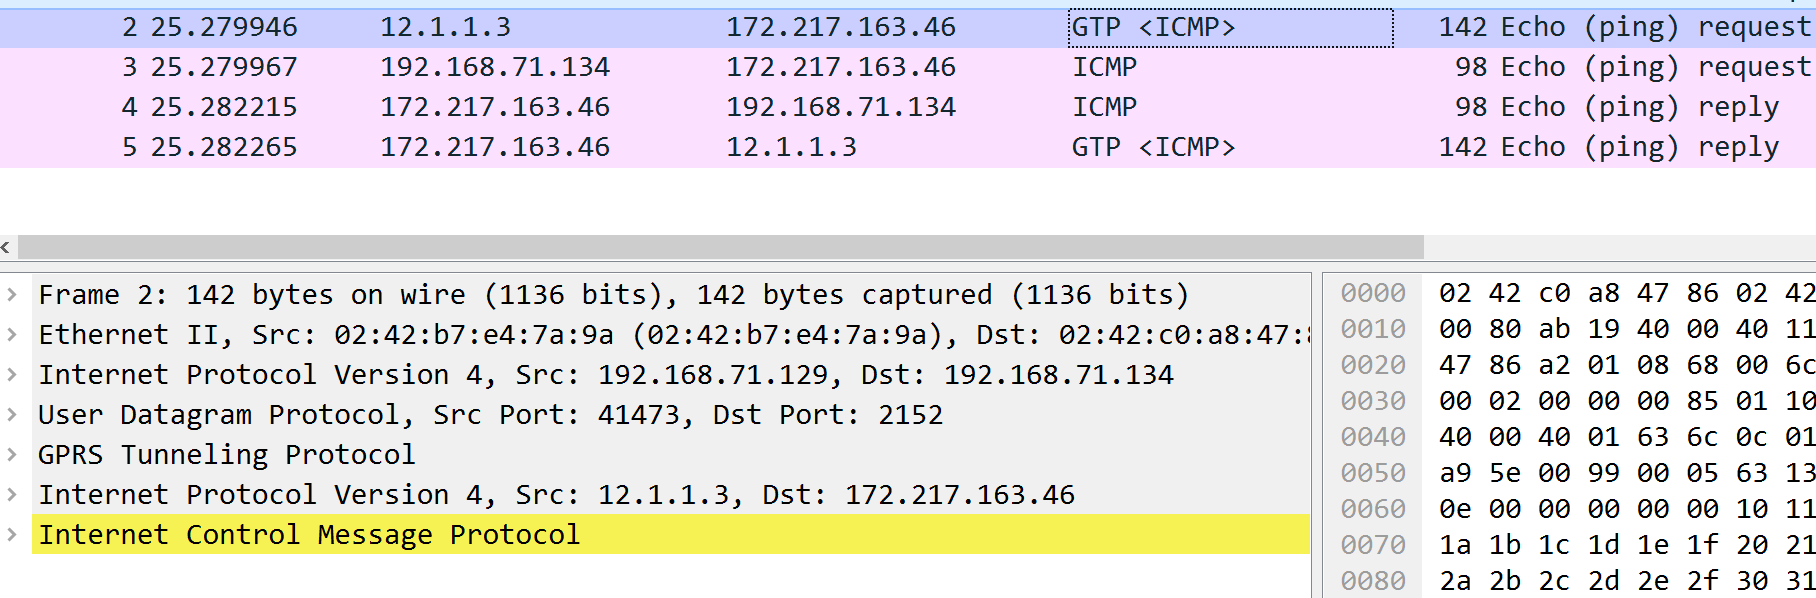 2 25.279946 12.1.1.3 172.217.163.46 GTP <ICMP> 142 Echo (ping) request
3 25.279967 192.168.71.134 172.217.163.46 ICMP 98 Echo (ping) request
4 25.282215 172.217.163.46 192.168.71.134 ICMP 98 Echo (ping) reply
5 25.282265 172.217.163.46 12.1.1.3 GTP <ICMP> 142 Echo (ping) reply
Frame 2: 142 bytes on wire (1136 bits), 142 bytes captured (1136 bits)
Ethernet II, Src: 02:42:b7:e4:7a:9a (02:42:b7:e4:7a:9a), Dst: 02:42:c0:a8:47:
Internet Protocol Version 4, Src: 192.168.71.129, Dst: 192.168.71.134
User Datagram Protocol, Src Port: 41473, Dst Port: 2152
GPRS Tunneling Protocol
Internet Protocol Version 4, Src: 12.1.1.3, Dst: 172.217.163.46
Internet Control Message Protocol
0000 02 42 c0 a8 47 86 02 42
0010 00 80 ab 19 40 00 40 11
0020 47 86 a2 01 08 68 00 6c
0030 00 02 00 00 00 85 01 10
0040 40 00 40 01 63 6c 0c 01
0050 a9 5e 00 99 00 05 63 13
0060 0e 00 00 00 00 00 10 11
0070 1a 1b 1c 1d 1e 1f 20 21
0080 2a 2b 2c 2d 2e 2f 30 31